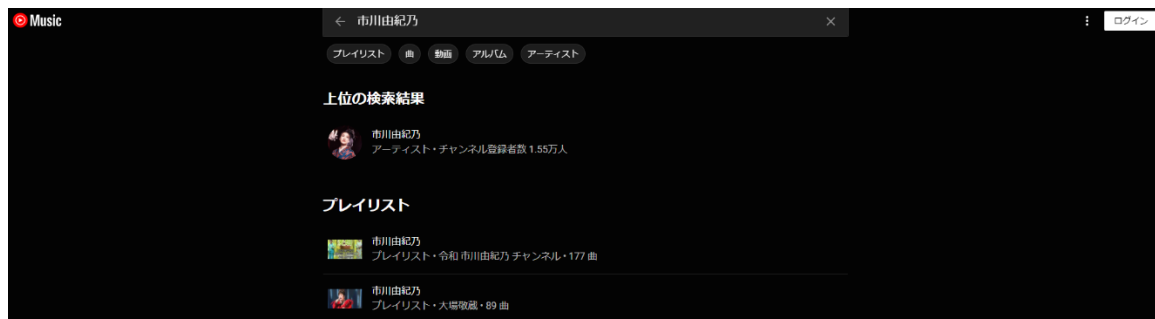 Music
市川由紀乃
ログイン
プレイリスト 曲 動画 アルバム アーティスト
上位の検索結果
市川由紀乃
アーティスト・チャンネル登録者数 1.55万人
プレイリスト
市川由紀乃
プレイリスト・令和 市川由紀乃 チャンネル・177 曲
市川由紀乃
プレイリスト・大場敬蔵・89 曲